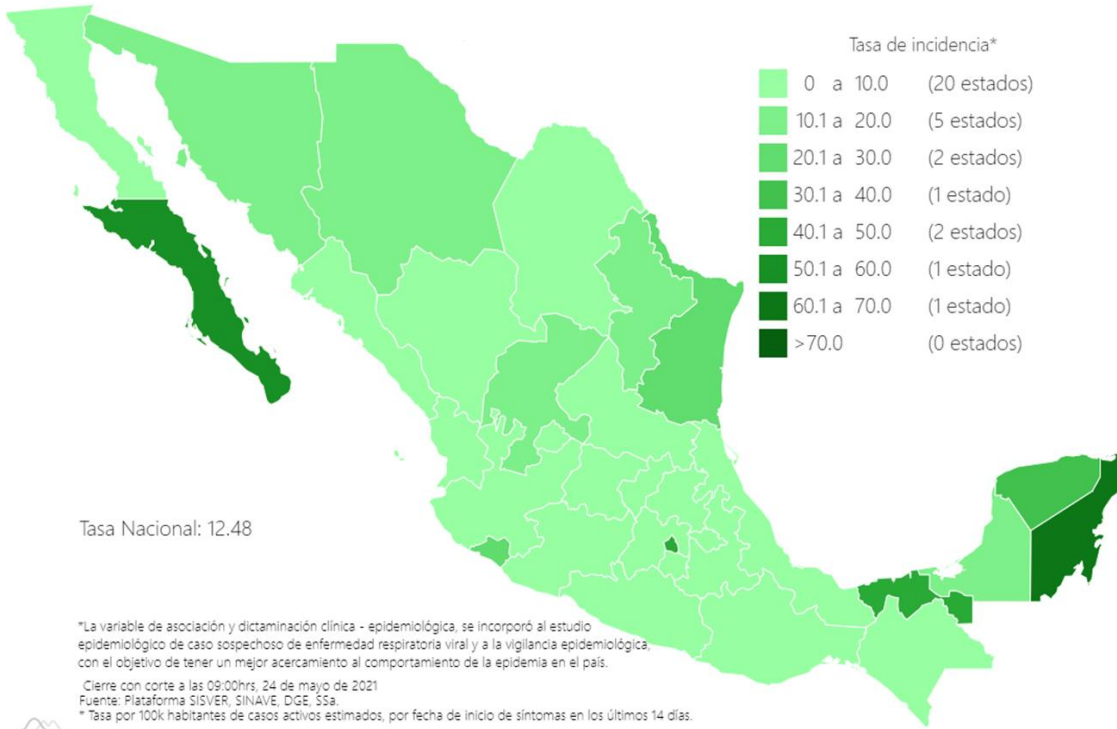 Tasa de incidencia*
0 a 10.0 (20 estados)
10.1 a 20.0 (5 estados)
20.1 a 30.0 (2 estados)
30.1 a 40.0 (1 estado)
40.1 a 50.0 (2 estados)
50.1 a 60.0 (1 estado)
60.1 a 70.0 (1 estado)
>70.0 (0 estados)
Tasa Nacional: 12.48
*La variable de asociación y dictaminación clínica - epidemiológica, se incorporó al estudio
epidemiológico de caso sospechoso de enfermedad respiratoria viral y a la vigilancia epidemiológica,
con el objetivo de tener un mejor acercamiento al comportamiento de la epidemia en el país.
Cierre con corte a las 09:00hrs, 24 de mayo de 2021
Fuente: Plataforma SISVER, SINAVE, DGE, SSa.
* Tasa por 100k habitantes de casos activos estimados, por fecha de inicio de síntomas en los últimos 14 días.